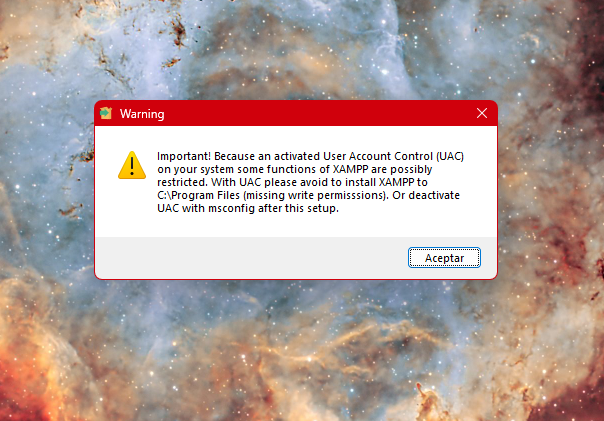 Warning
Important! Because an activated User Account Control (UAC)
on your system some functions of XAMPP are possibly
restricted. With UAC please avoid to install XAMPP to
C:\Program Files (missing write permisssions). Or deactivate
UAC with msconfig after this setup.
Aceptar